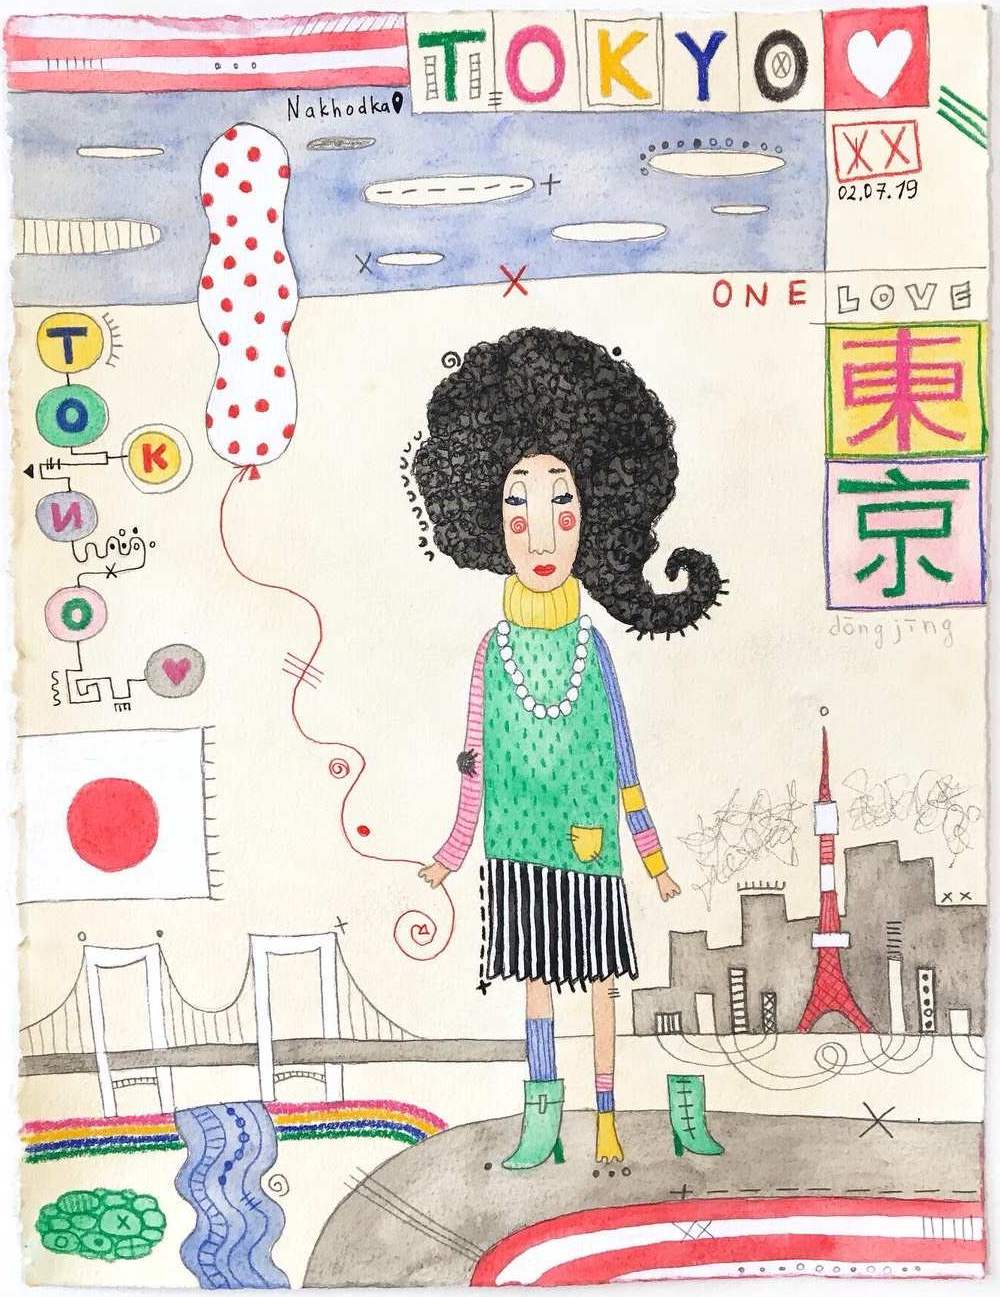 TOKYO
Nakhodka
XX
02.07.19
ONE LOVE
T
O
K
И
O
東
京
dōng jīng